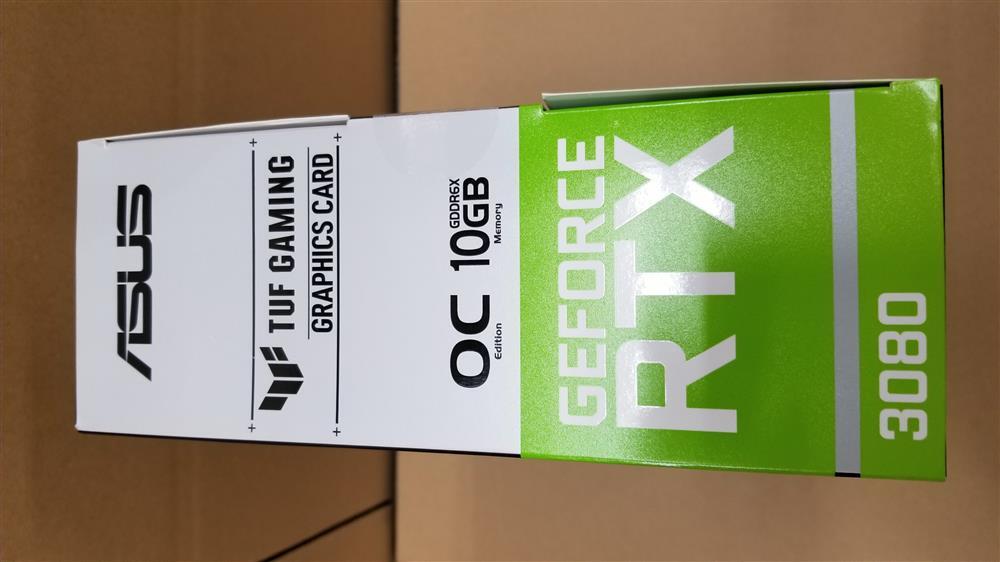 ASUS
TUF GAMING
GRAPHICS CARD
OC 10GB GDDR6X
Edition Memory
GEFORCE
RTX
3080